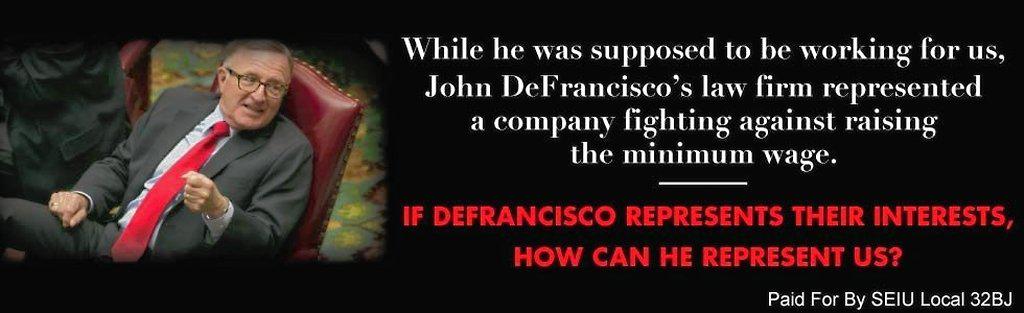 While he was supposed to be working for us,
John DeFrancisco's law firm represented
a company fighting against raising
the minimum wage.
IF DEFRANCISCO REPRESENTS THEIR INTERESTS,
HOW CAN HE REPRESENT US?
Paid For By SEIU Local 32BJ